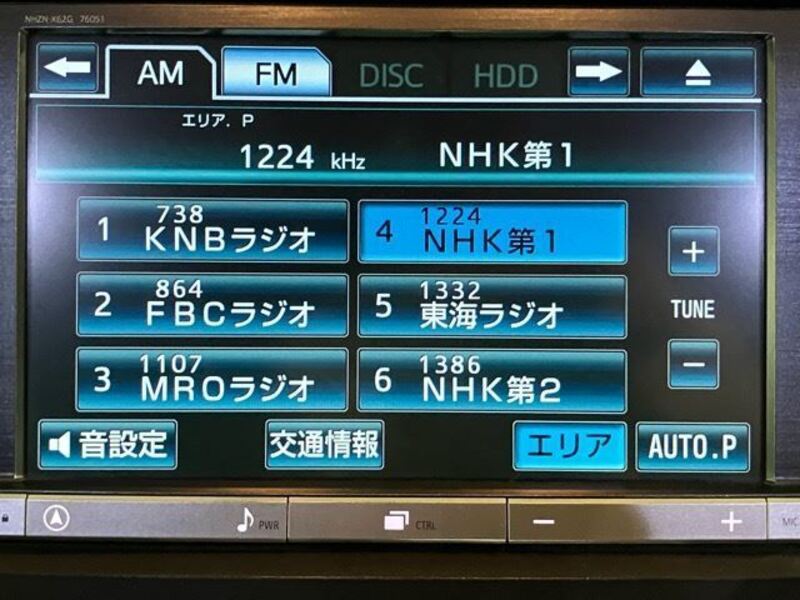 NHZN-X62G 76051
AM FM DISC HDD
エリア. P
1224 kHz NHK第1
1 738 KNBラジオ
4 1224 NHK第1
2 864 FBCラジオ
5 1332 東海ラジオ
3 1107 MROラジオ
6 1386 NHK第2
+
TUNE
−
音設定 交通情報 エリア AUTO.P
PWR CTRL − + MIC